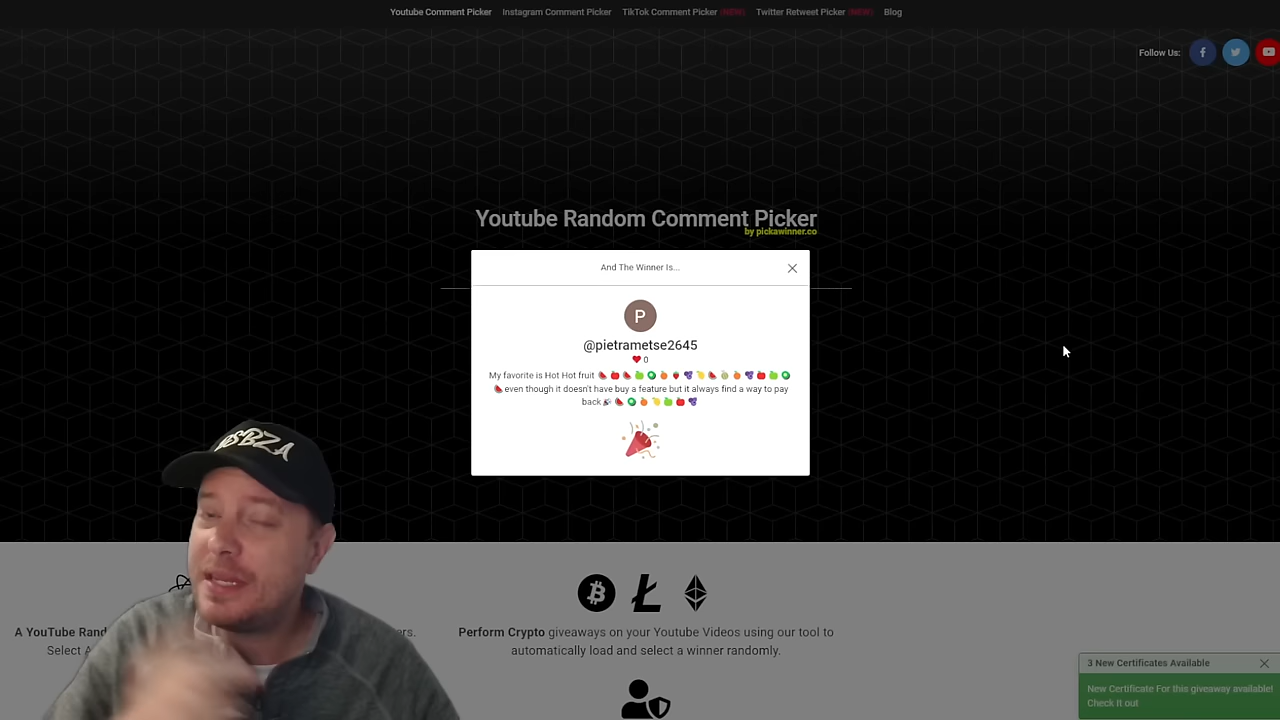 Youtube Comment Picker Instagram Comment Picker TikTok Comment Picker (NEW) Twitter Retweet Picker (NEW) Blog
Follow Us:
Youtube Random Comment Picker
by pickawinner.co
And The Winner Is...
P
@pietrametse2645
❤ 0
My favorite is Hot Hot fruit 🍉🍎🍉🍏🥝🍊🍓🍇🍋🍉🍈🍊🍇🍎🍏🥝
🍉even though it doesn't have buy a feature but it always find a way to pay
back🎉🍉🥝🍊🍋🍏🍎🍇
A YouTube Rand
ers.
Select A
Perform Crypto giveaways on your Youtube Videos using our tool to
automatically load and select a winner randomly.
3 New Certificates Available
New Certificate For this giveaway available!
Check It out